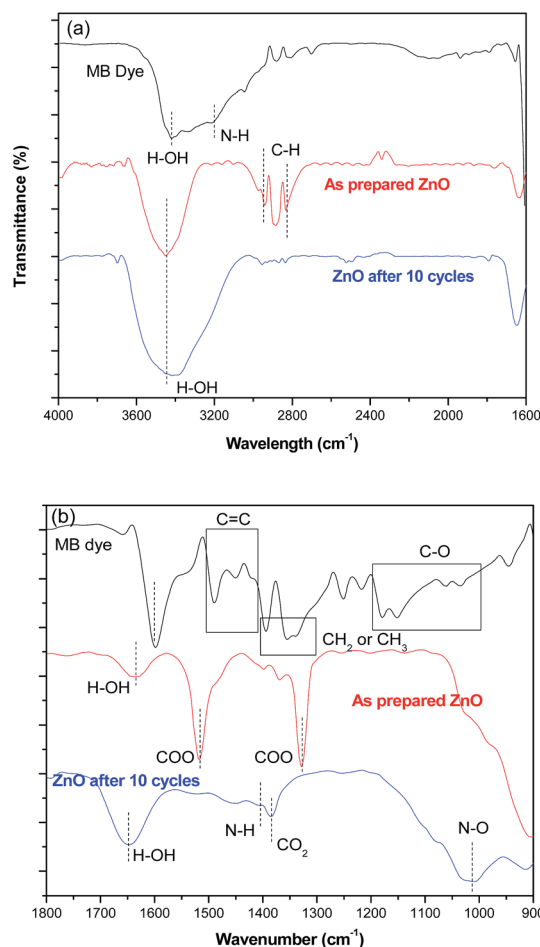 (a)
MB Dye
N-H
H-OH
C-H
As prepared ZnO
ZnO after 10 cycles
H-OH
Transmittance (%)
4000 3600 3200 2800 2400 2000 1600
Wavelength (cm⁻¹)
(b)
C=C
MB dye
C-O
CH₂ or CH₃
H-OH
As prepared ZnO
COO COO
ZnO after 10 cycles
N-H
N-O
H-OH
CO₂
Transmittance (%)
1800 1700 1600 1500 1400 1300 1200 1100 1000 900
Wavenumber (cm⁻¹)